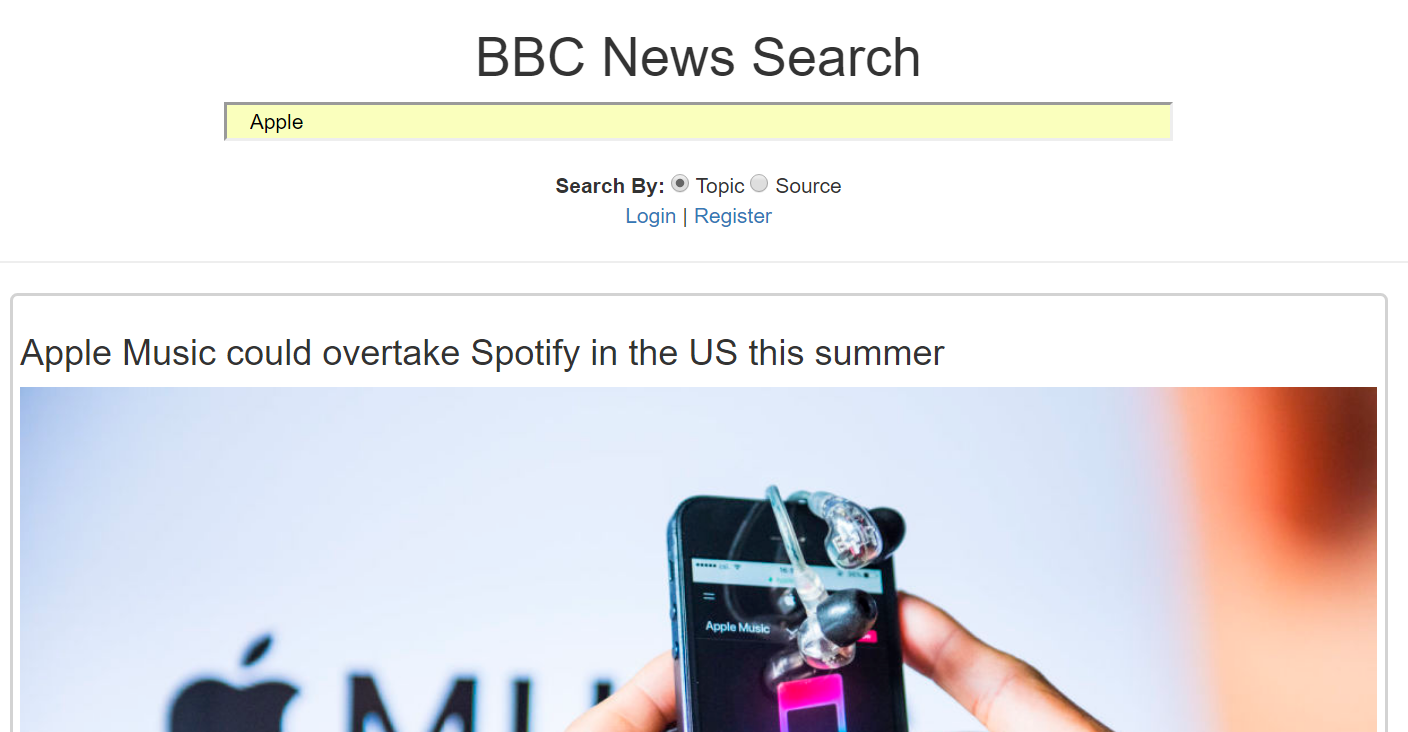 BBC News Search
Apple
Search By: Topic Source
Login | Register
Apple Music could overtake Spotify in the US this summer
Apple Music
MU